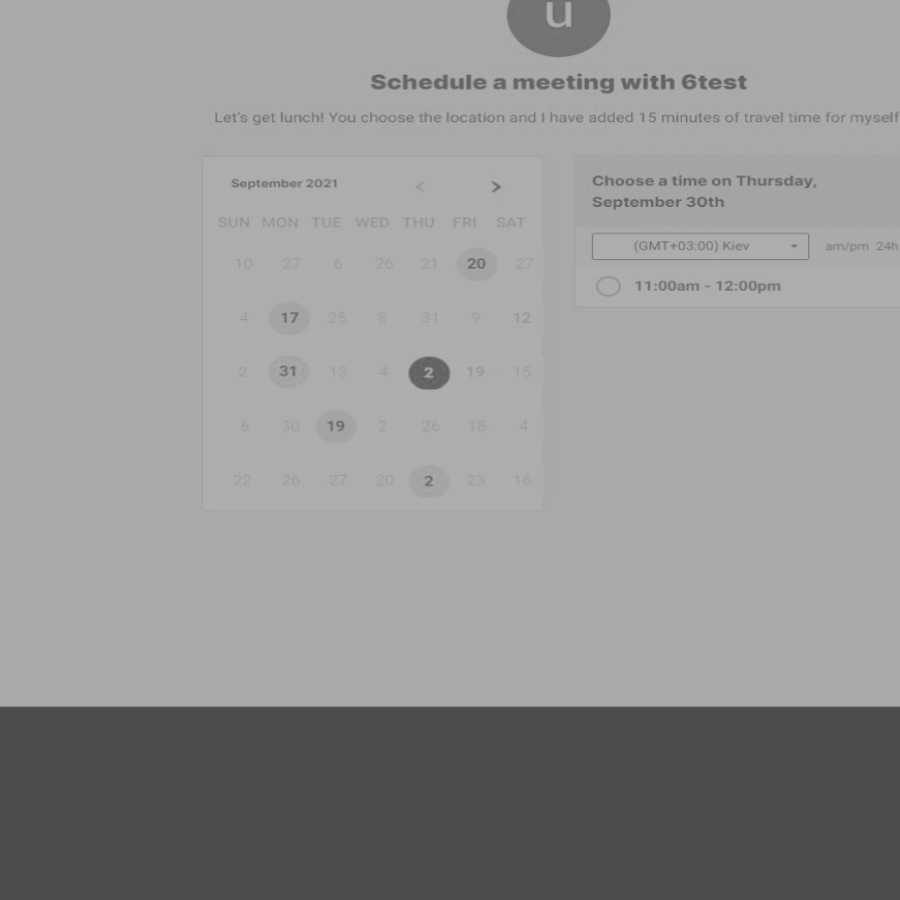 u
Schedule a meeting with 6test
Let's get lunch! You choose the location and I have added 15 minutes of travel time for myself
September 2021 < >
SUN MON TUE WED THU FRI SAT
10 27 6 26 21 20 27
4 17 25 8 31 9 12
2 31 13 4 2 19 15
6 30 19 2 26 18 4
22 26 27 20 2 23 16
Choose a time on Thursday,
September 30th
(GMT+03:00) Kiev am/pm 24h
11:00am - 12:00pm